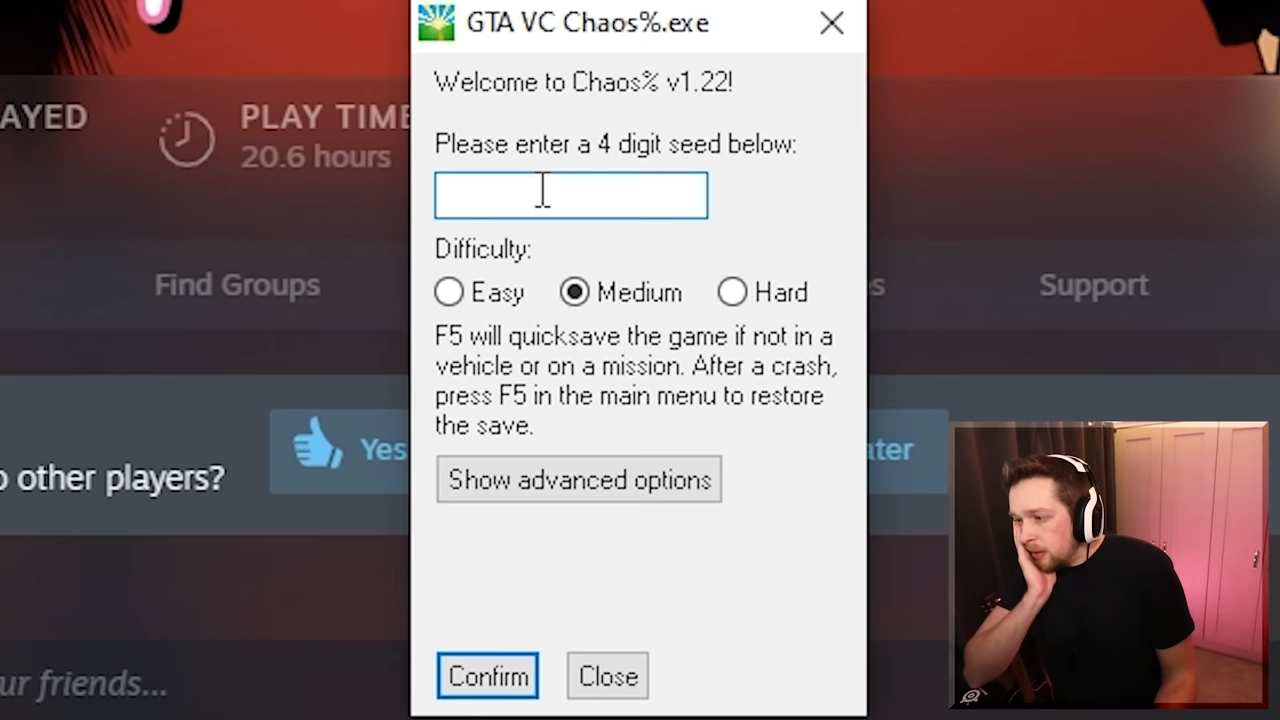 GTA VC Chaos%.exe
Welcome to Chaos% v1.22!
AYED
PLAY TIME
20.6 hours
Please enter a 4 digit seed below:
Difficulty:
Easy
Medium
Hard
Find Groups
es
Support
F5 will quicksave the game if not in a
vehicle or on a mission. After a crash,
press F5 in the main menu to restore
the save.
o other players?
Yes
ater
Show advanced options
ur friends...
Confirm
Close